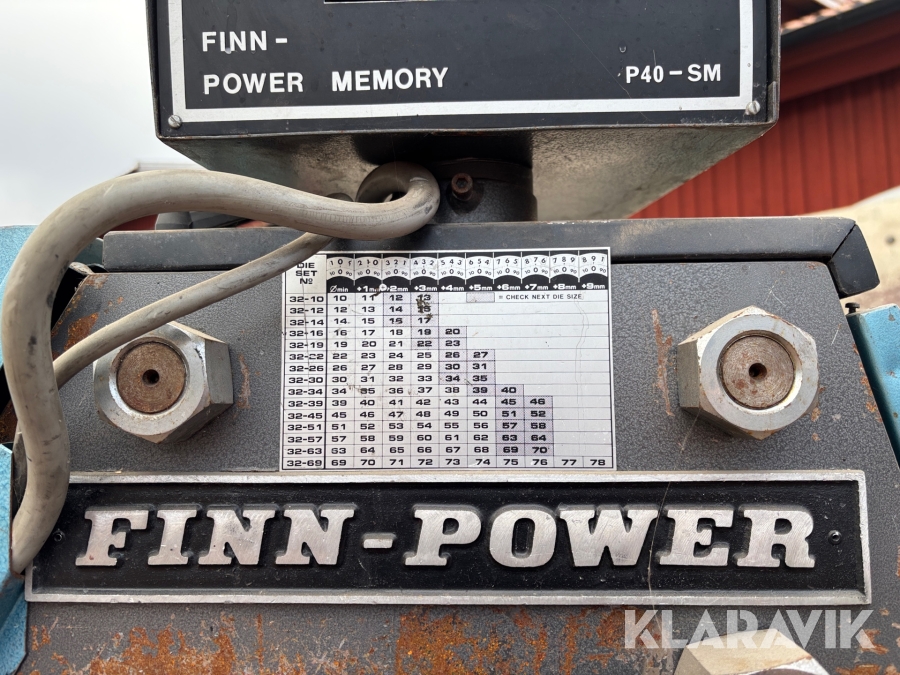 FINN-
POWER MEMORY P40-SM
DIE SET Nº Ømin +1mm +2mm +3mm +4mm +5mm +6mm +7mm +8mm +9mm
32-10 10 11 12 13 = CHECK NEXT DIE SIZE
32-12 12 13 14 15
32-14 14 15 16 17
32-16 16 17 18 19 20
32-19 19 20 21 22 23
32-22 22 23 24 25 26 27
32-26 26 27 28 29 30 31
32-30 30 31 32 33 34 35
32-34 34 35 36 37 38 39 40
32-39 39 40 41 42 43 44 45 46
32-45 45 46 47 48 49 50 51 52
32-51 51 52 53 54 55 56 57 58
32-57 57 58 59 60 61 62 63 64
32-63 63 64 65 66 67 68 69 70
32-69 69 70 71 72 73 74 75 76 77 78
FINN-POWER
KLARAVIK